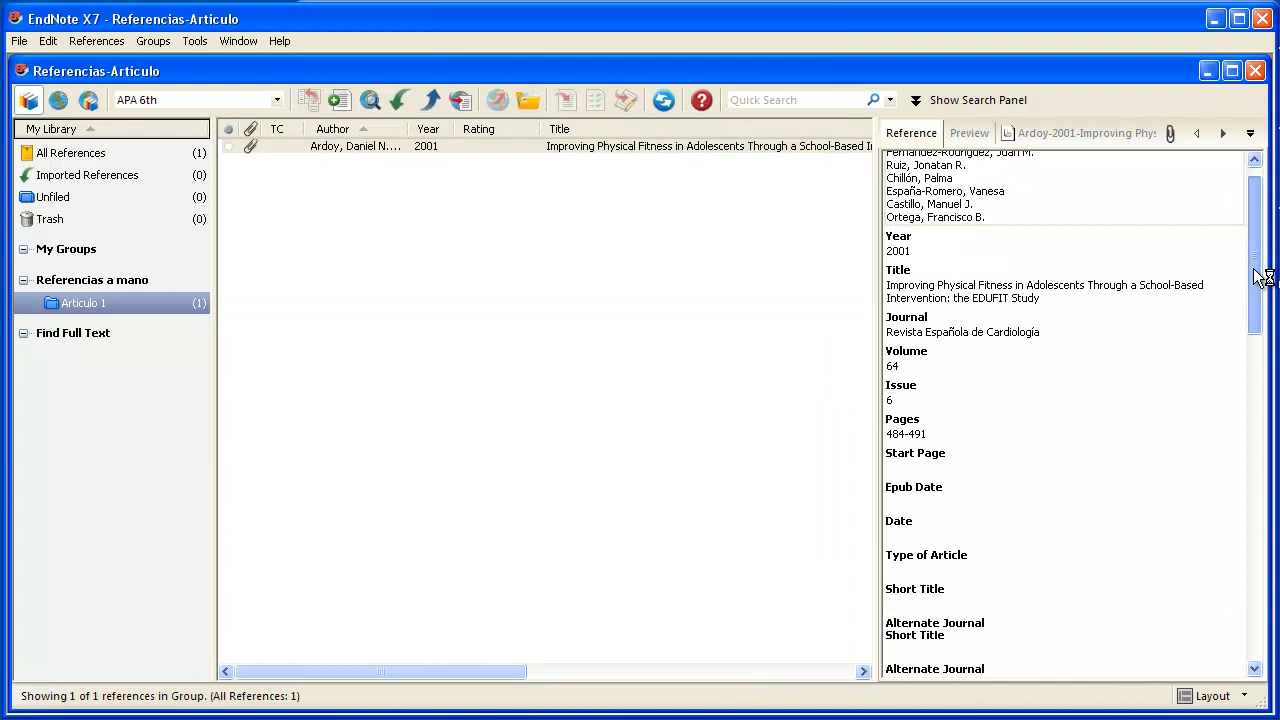 EndNote X7 - Referencias-Articulo
File Edit References Groups Tools Window Help
Referencias-Articulo
APA 6th
Quick Search
Show Search Panel
My Library
All References (1)
Imported References (0)
Unfiled (0)
Trash (0)
My Groups
Referencias a mano
Articulo 1 (1)
Find Full Text
TC Author Year Rating Title
Ardoy, Daniel N.... 2001 Improving Physical Fitness in Adolescents Through a School-Based I
Reference Preview Ardoy-2001-Improving Phys
Fernández-Rodríguez, Juan M.
Ruiz, Jonatan R.
Chillón, Palma
España-Romero, Vanesa
Castillo, Manuel J.
Ortega, Francisco B.
Year
2001
Title
Improving Physical Fitness in Adolescents Through a School-Based
Intervention: the EDUFIT Study
Journal
Revista Española de Cardiología
Volume
64
Issue
6
Pages
484-491
Start Page
Epub Date
Date
Type of Article
Short Title
Alternate Journal
Short Title
Alternate Journal
Showing 1 of 1 references in Group. (All References: 1)
Layout